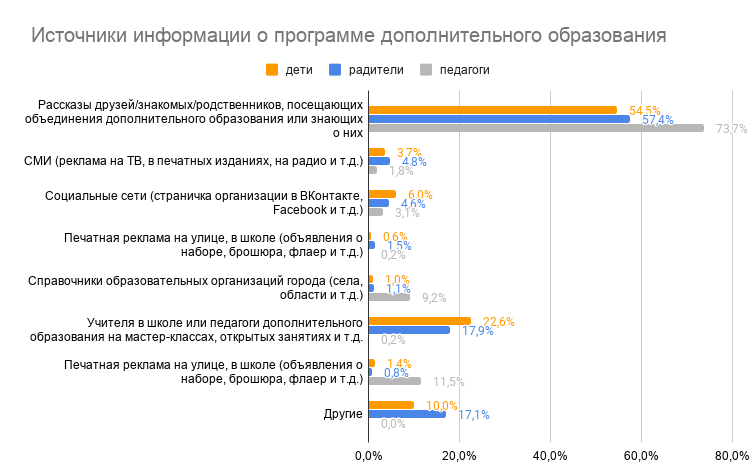 Источники информации о программе дополнительного образования
дети
радители
педагоги
Рассказы друзей/знакомых/родственников, посещающих
объединения дополнительного образования или знающих
о них
54,5%
57,4%
73,7%
СМИ (реклама на ТВ, в печатных изданиях, на радио и т.д.)
3,7%
4,8%
1,8%
Социальные сети (страничка организации в ВКонтакте,
Facebook и т.д.)
6,0%
4,6%
3,1%
Печатная реклама на улице, в школе (объявления о
наборе, брошюра, флаер и т.д.)
0,6%
1,5%
0,2%
Справочники образовательных организаций города (села,
области и т.д.)
1,0%
1,1%
9,2%
Учителя в школе или педагоги дополнительного
образования на мастер-классах, открытых занятиях и т.д.
22,6%
17,9%
0,2%
Печатная реклама на улице, в школе (объявления о
наборе, брошюра, флаер и т.д.)
1,4%
0,8%
11,5%
Другие
10,0%
17,1%
0,0%
0,0%
20,0%
40,0%
60,0%
80,0%